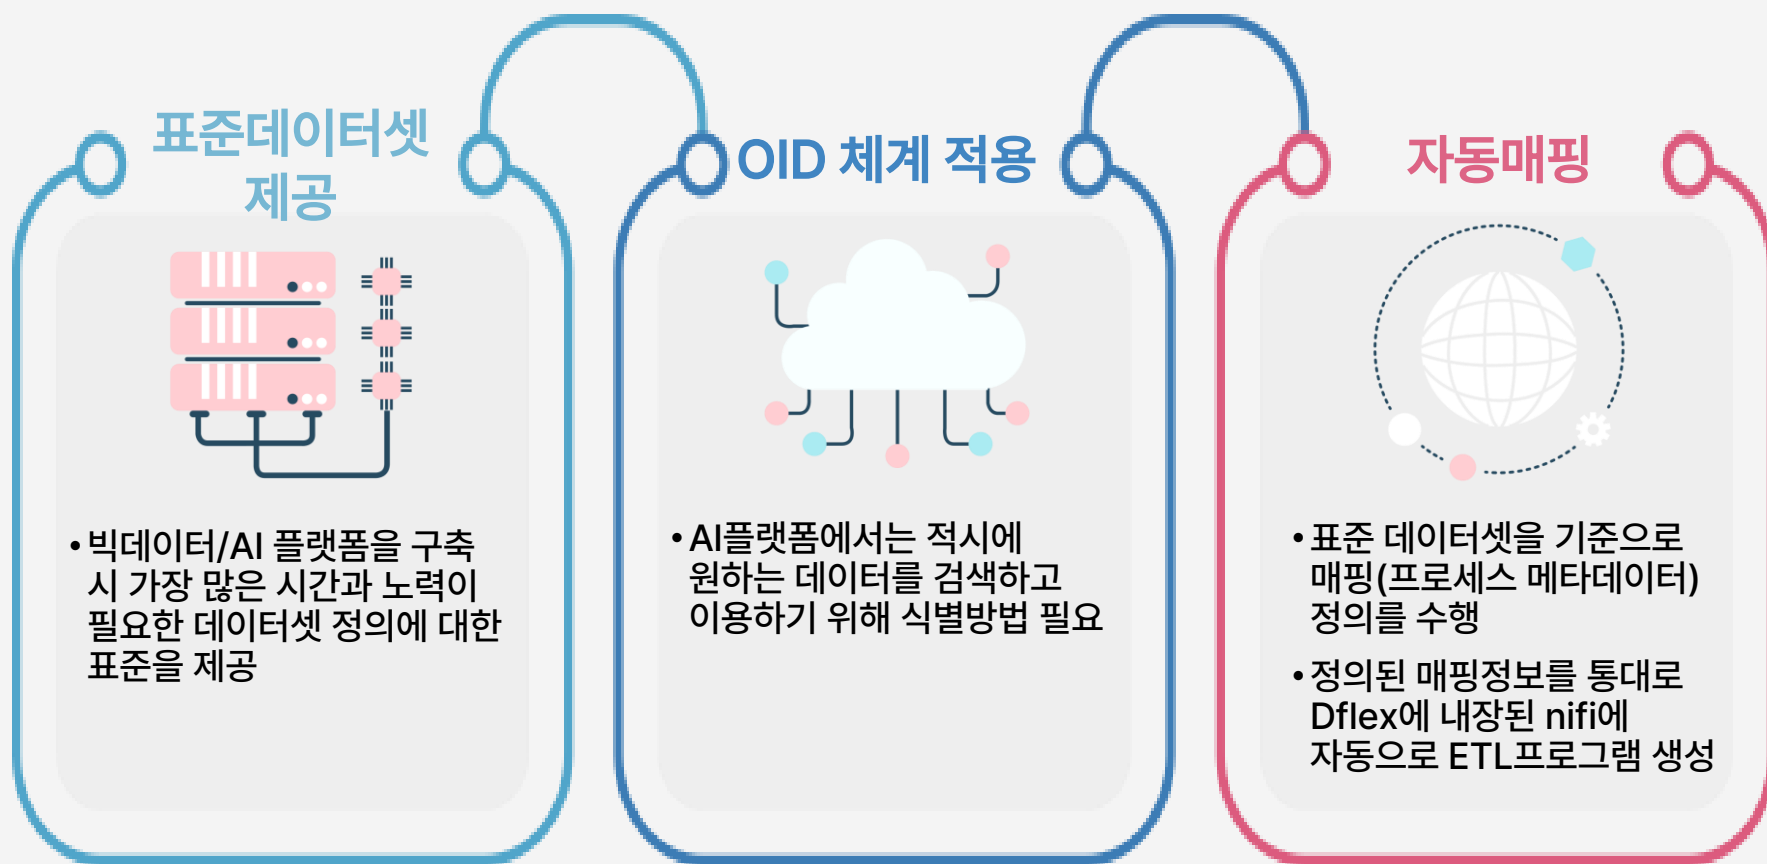 표준데이터셋
제공
• 빅데이터/AI 플랫폼을 구축
시 가장 많은 시간과 노력이
필요한 데이터셋 정의에 대한
표준을 제공
OID 체계 적용
• AI플랫폼에서는 적시에
원하는 데이터를 검색하고
이용하기 위해 식별방법 필요
자동매핑
• 표준 데이터셋을 기준으로
매핑(프로세스 메타데이터)
정의를 수행
• 정의된 매핑정보를 통대로
Dflex에 내장된 nifi에
자동으로 ETL프로그램 생성